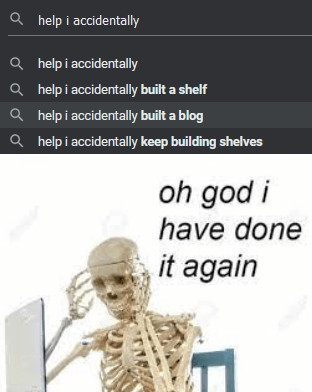 help i accidentally
help i accidentally
help i accidentally built a shelf
help i accidentally built a blog
help i accidentally keep building shelves
oh god i
have done
it again